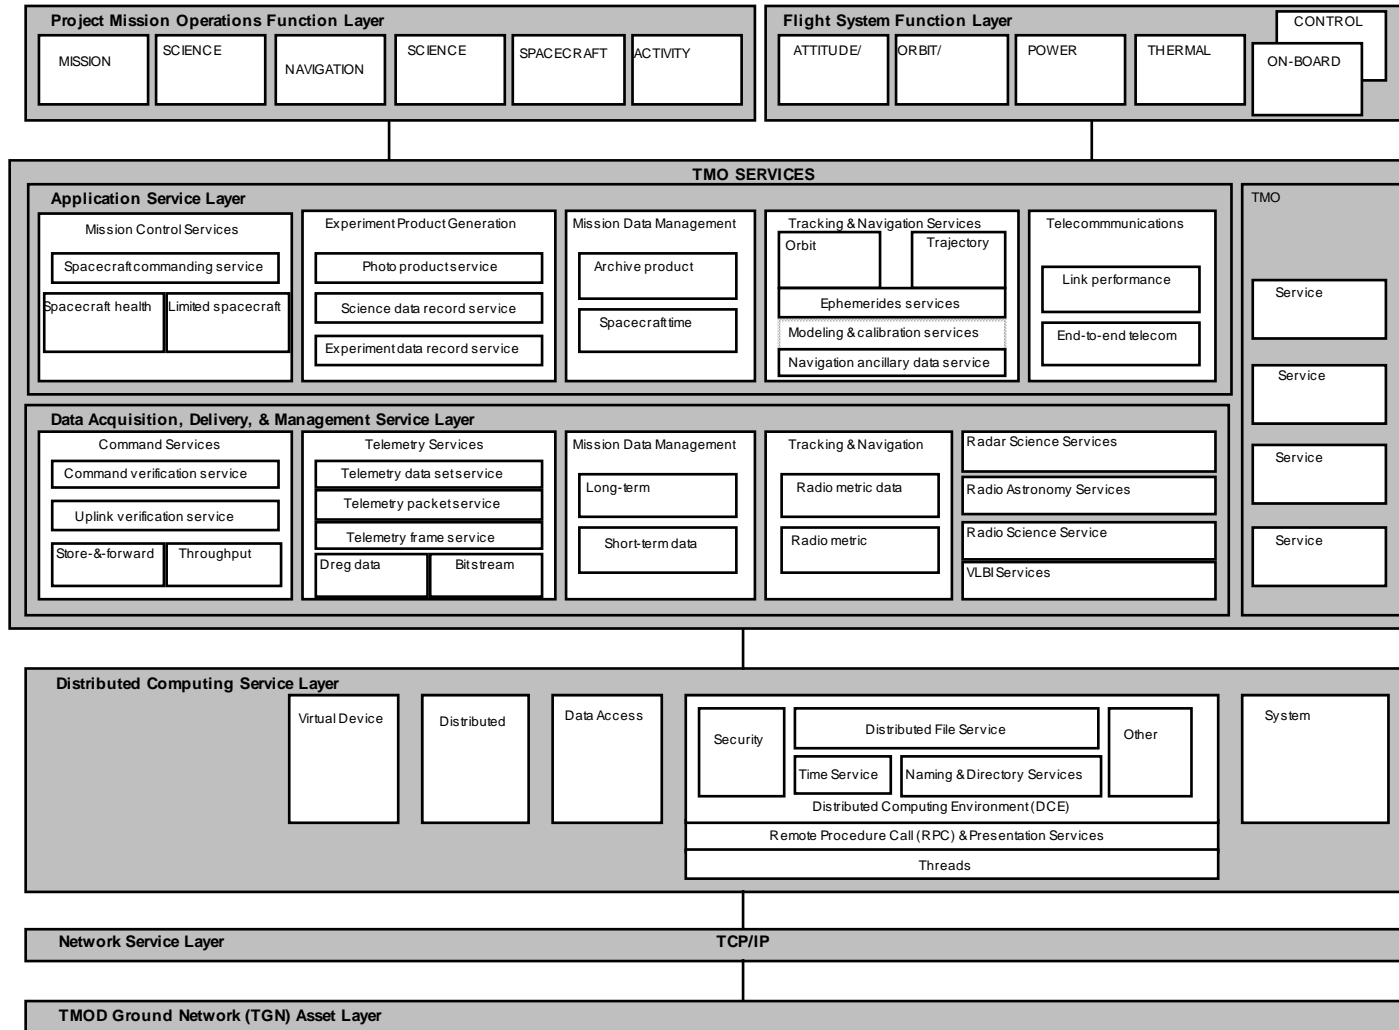 Project Mission Operations Function Layer
MISSION
SCIENCE
NAVIGATION
SCIENCE
SPACECRAFT
ACTIVITY
Flight System Function Layer
ATTITUDE/
ORBIT/
POWER
THERMAL
CONTROL
ON-BOARD
TMO SERVICES
Application Service Layer
Mission Control Services
Spacecraft commanding service
Spacecraft health
Limited spacecraft
Experiment Product Generation
Photo product service
Science data record service
Experiment data record service
Mission Data Management
Archive product
Spacecraft time
Tracking & Navigation Services
Orbit
Trajectory
Ephemerides services
Modeling & calibration services
Navigation ancillary data service
Telecommmunications
Link performance
End-to-end telecom
TMO
Service
Service
Service
Service
Data Acquisition, Delivery, & Management Service Layer
Command Services
Command verification service
Uplink verification service
Store-&-forward
Throughput
Telemetry Services
Telemetry data set service
Telemetry packet service
Telemetry frame service
Dreg data
Bit stream
Mission Data Management
Long-term
Short-term data
Tracking & Navigation
Radio metric data
Radio metric
Radar Science Services
Radio Astronomy Services
Radio Science Service
VLBI Services
Distributed Computing Service Layer
Virtual Device
Distributed
Data Access
Security
Distributed File Service
Time Service
Naming & Directory Services
Other
Distributed Computing Environment (DCE)
Remote Procedure Call (RPC) & Presentation Services
Threads
System
Network Service Layer
TCP/IP
TMOD Ground Network (TGN) Asset Layer